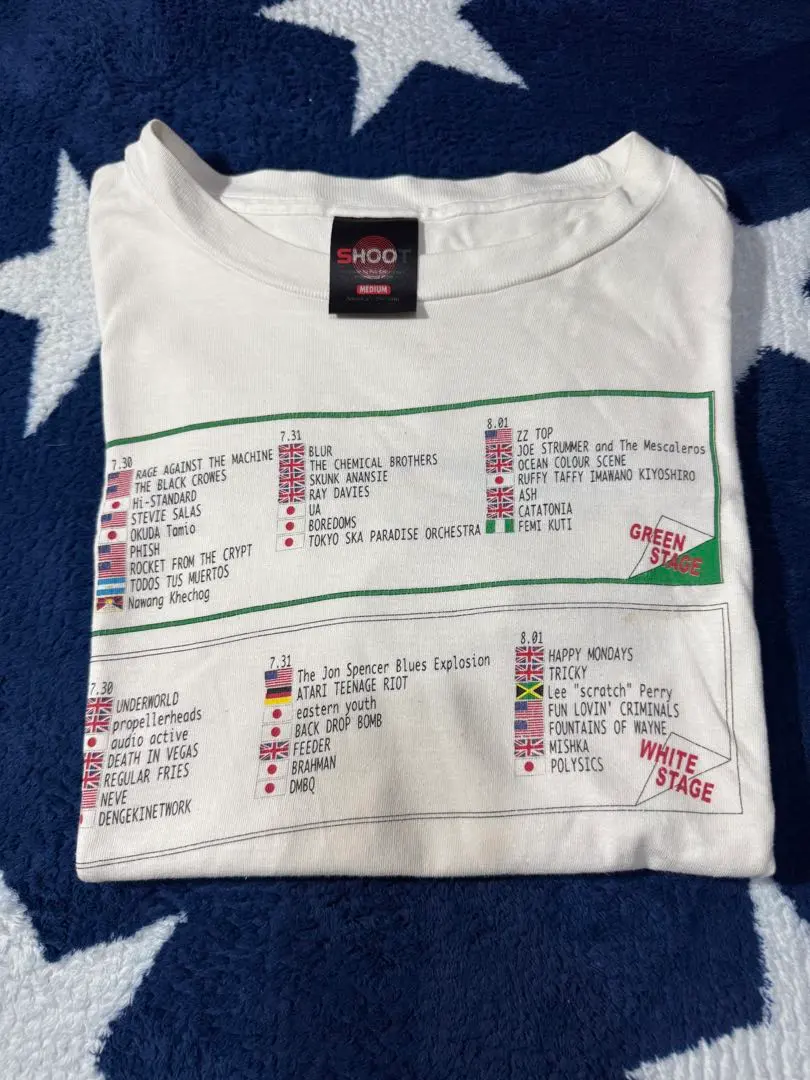 SHOOT
MEDIUM
7.30
RAGE AGAINST THE MACHINE
THE BLACK CROWES
Hi-STANDARD
STEVIE SALAS
OKUDA Tamio
PHISH
ROCKET FROM THE CRYPT
TODOS TUS MUERTOS
Nawang Khechog
7.31
BLUR
THE CHEMICAL BROTHERS
SKUNK ANANSIE
RAY DAVIES
UA
BOREDOMS
TOKYO SKA PARADISE ORCHESTRA
8.01
ZZ TOP
JOE STRUMMER and The Mescaleros
OCEAN COLOUR SCENE
RUFFY TAFFY IMAWANO KIYOSHIRO
ASH
CATATONIA
FEMI KUTI
GREEN
STAGE
7.30
UNDERWORLD
propellerheads
audio active
DEATH IN VEGAS
REGULAR FRIES
NEVE
DENGEKINETWORK
7.31
The Jon Spencer Blues Explosion
ATARI TEENAGE RIOT
eastern youth
BACK DROP BOMB
FEEDER
BRAHMAN
DMBQ
8.01
HAPPY MONDAYS
TRICKY
Lee "scratch" Perry
FUN LOVIN' CRIMINALS
FOUNTAINS OF WAYNE
MISHKA
POLYSICS
WHITE
STAGE